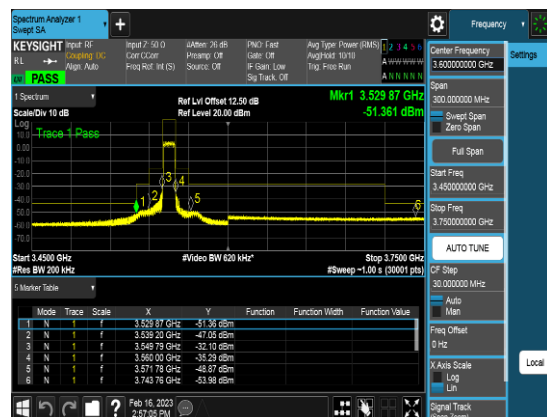 Spectrum Analyzer 1
Swept SA
Frequency
KEYSIGHT
Input: RF
Input Z: 50 Ω
#Atten: 26 dB
PNO: Fast
Avg Type: Power (RMS)
1 2 3 4 5 6
RL
Coupling: DC
Corr CCorr
Preamp: Off
Gate: Off
Avg|Hold: 10/10
Align: Auto
Freq Ref: Int (S)
Source: Off
IF Gain: Low
Trig: Free Run
Sig Track: Off
A N N N N N
PASS
1 Spectrum
Ref Lvl Offset 12.50 dB
Mkr1 3.529 87 GHz
Scale/Div 10 dB
Ref Level 20.00 dBm
-51.361 dBm
Log
Trace 1 Pass
10.0
0.00
-10.0
-20.0
-30.0
-40.0
-50.0
-60.0
-70.0
1
2
3
4
5
6
Start 3.4500 GHz
#Video BW 620 kHz*
Stop 3.7500 GHz
#Res BW 200 kHz
#Sweep ~1.00 s (30001 pts)
5 Marker Table
Mode Trace Scale X Y Function Function Width Function Value
1 N 1 f 3.529 87 GHz -51.36 dBm
2 N 1 f 3.539 20 GHz -47.05 dBm
3 N 1 f 3.549 79 GHz -32.10 dBm
4 N 1 f 3.560 00 GHz -35.29 dBm
5 N 1 f 3.571 78 GHz -48.87 dBm
6 N 1 f 3.743 76 GHz -53.98 dBm
Feb 16, 2023
2:57:05 PM
Center Frequency
3.600000000 GHz
Settings
Span
300.000000 MHz
Swept Span
Zero Span
Full Span
Start Freq
3.450000000 GHz
Stop Freq
3.750000000 GHz
AUTO TUNE
CF Step
30.000000 MHz
Auto
Man
Freq Offset
0 Hz
X Axis Scale
Log
Lin
Local
Signal Track
(Span Zoom)